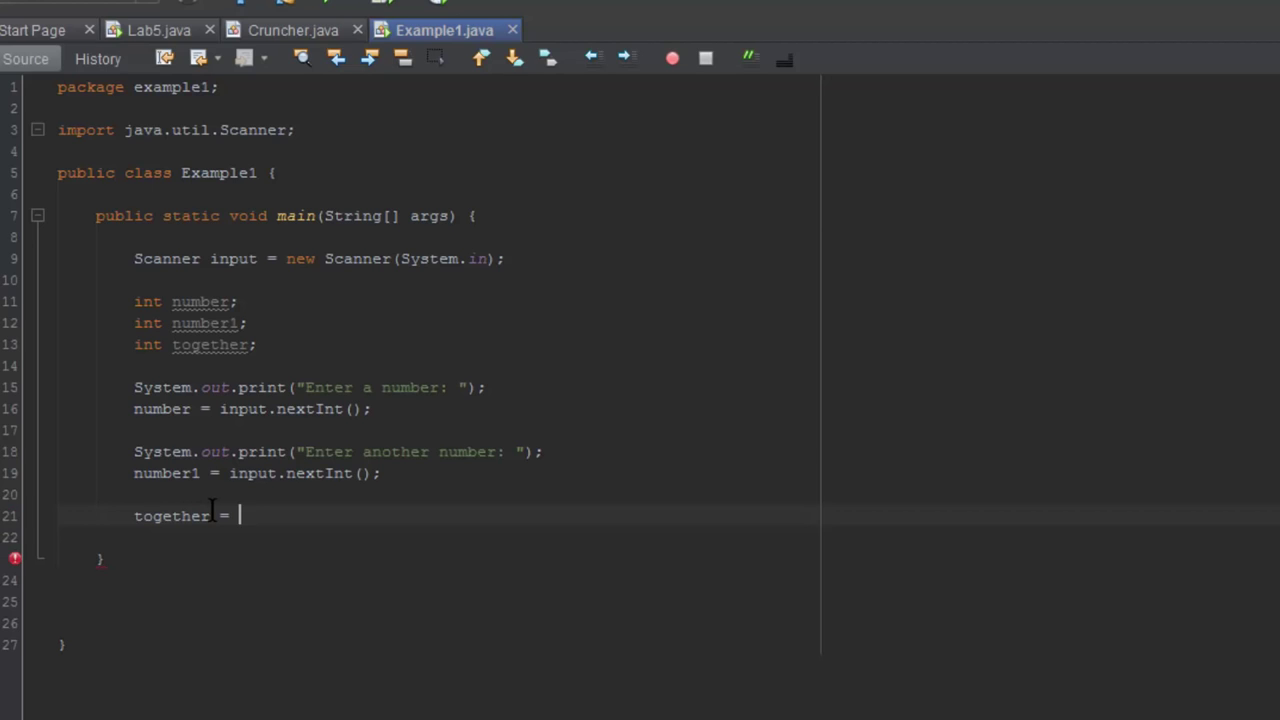 Start Page Lab5.java Cruncher.java Example1.java
Source History
1 package example1;
2
3 import java.util.Scanner;
4
5 public class Example1 {
6
7 public static void main(String[] args) {
8
9 Scanner input = new Scanner(System.in);
10
11 int number;
12 int number1;
13 int together;
14
15 System.out.print("Enter a number: ");
16 number = input.nextInt();
17
18 System.out.print("Enter another number: ");
19 number1 = input.nextInt();
20
21 together =
22
}
24
25
26
27 }